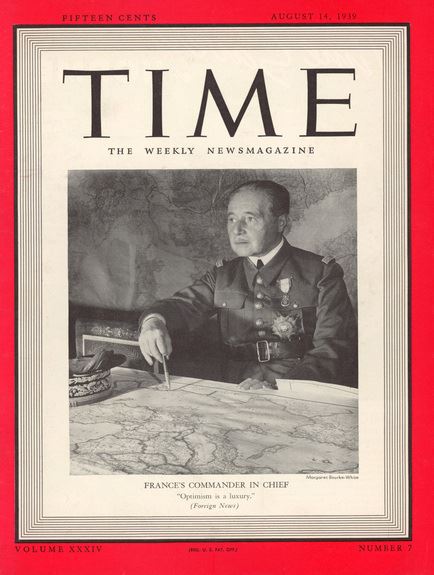 FIFTEEN CENTS
AUGUST 14, 1939
TIME
THE WEEKLY NEWSMAGAZINE
Margaret Bourke-White
FRANCE'S COMMANDER IN CHIEF
"Optimism is a luxury."
(Foreign News)
VOLUME XXXIV
(REG. U. S. PAT. OFF.)
NUMBER 7